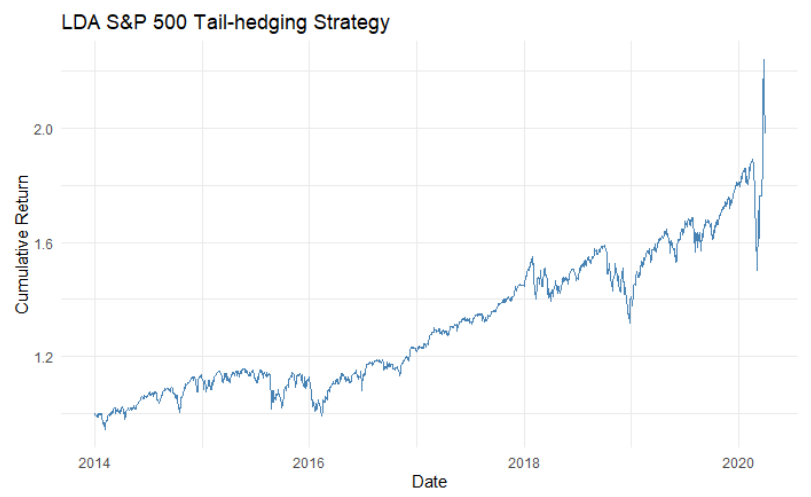 LDA S&P 500 Tail-hedging Strategy
Cumulative Return
2.0
1.6
1.2
2014 2016 2018 2020
Date